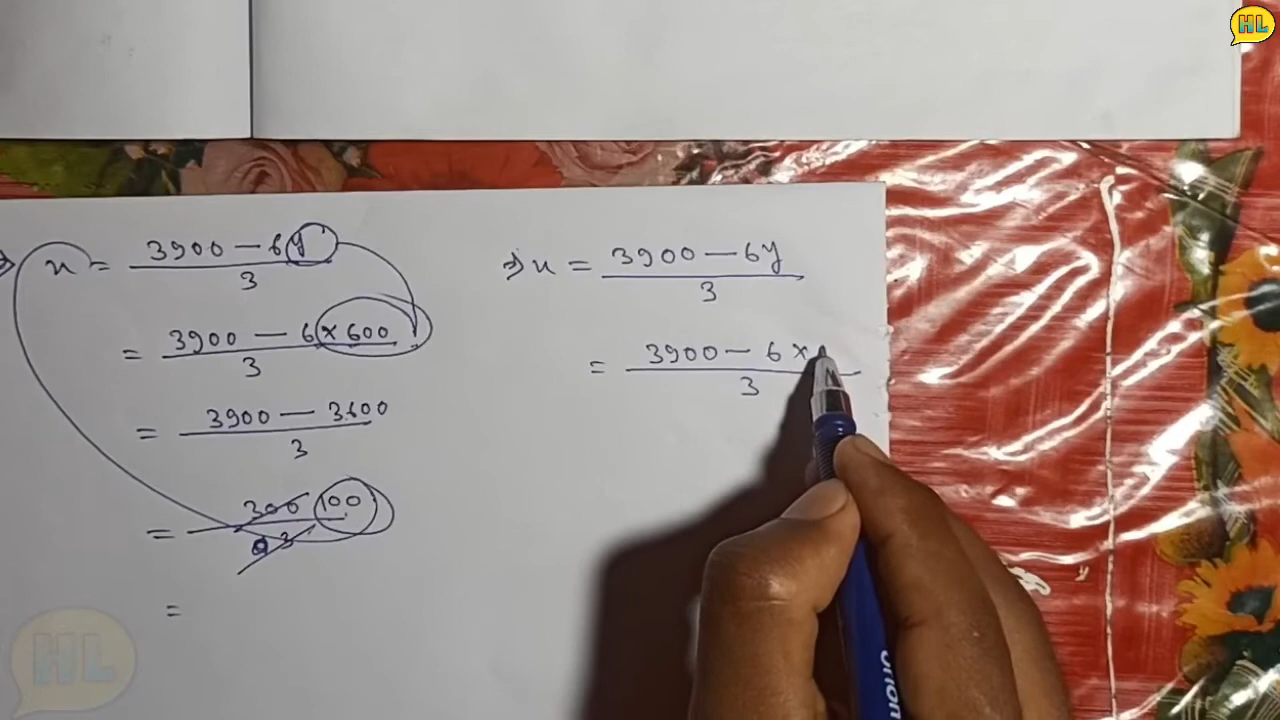 HL
⇒ x = 3900 - 6y / 3
= 3900 - 6 × 600 / 3
= 3900 - 3600 / 3
= 300 100 / 3
=
⇒ x = 3900 - 6y / 3
= 3900 - 6 × / 3
HL